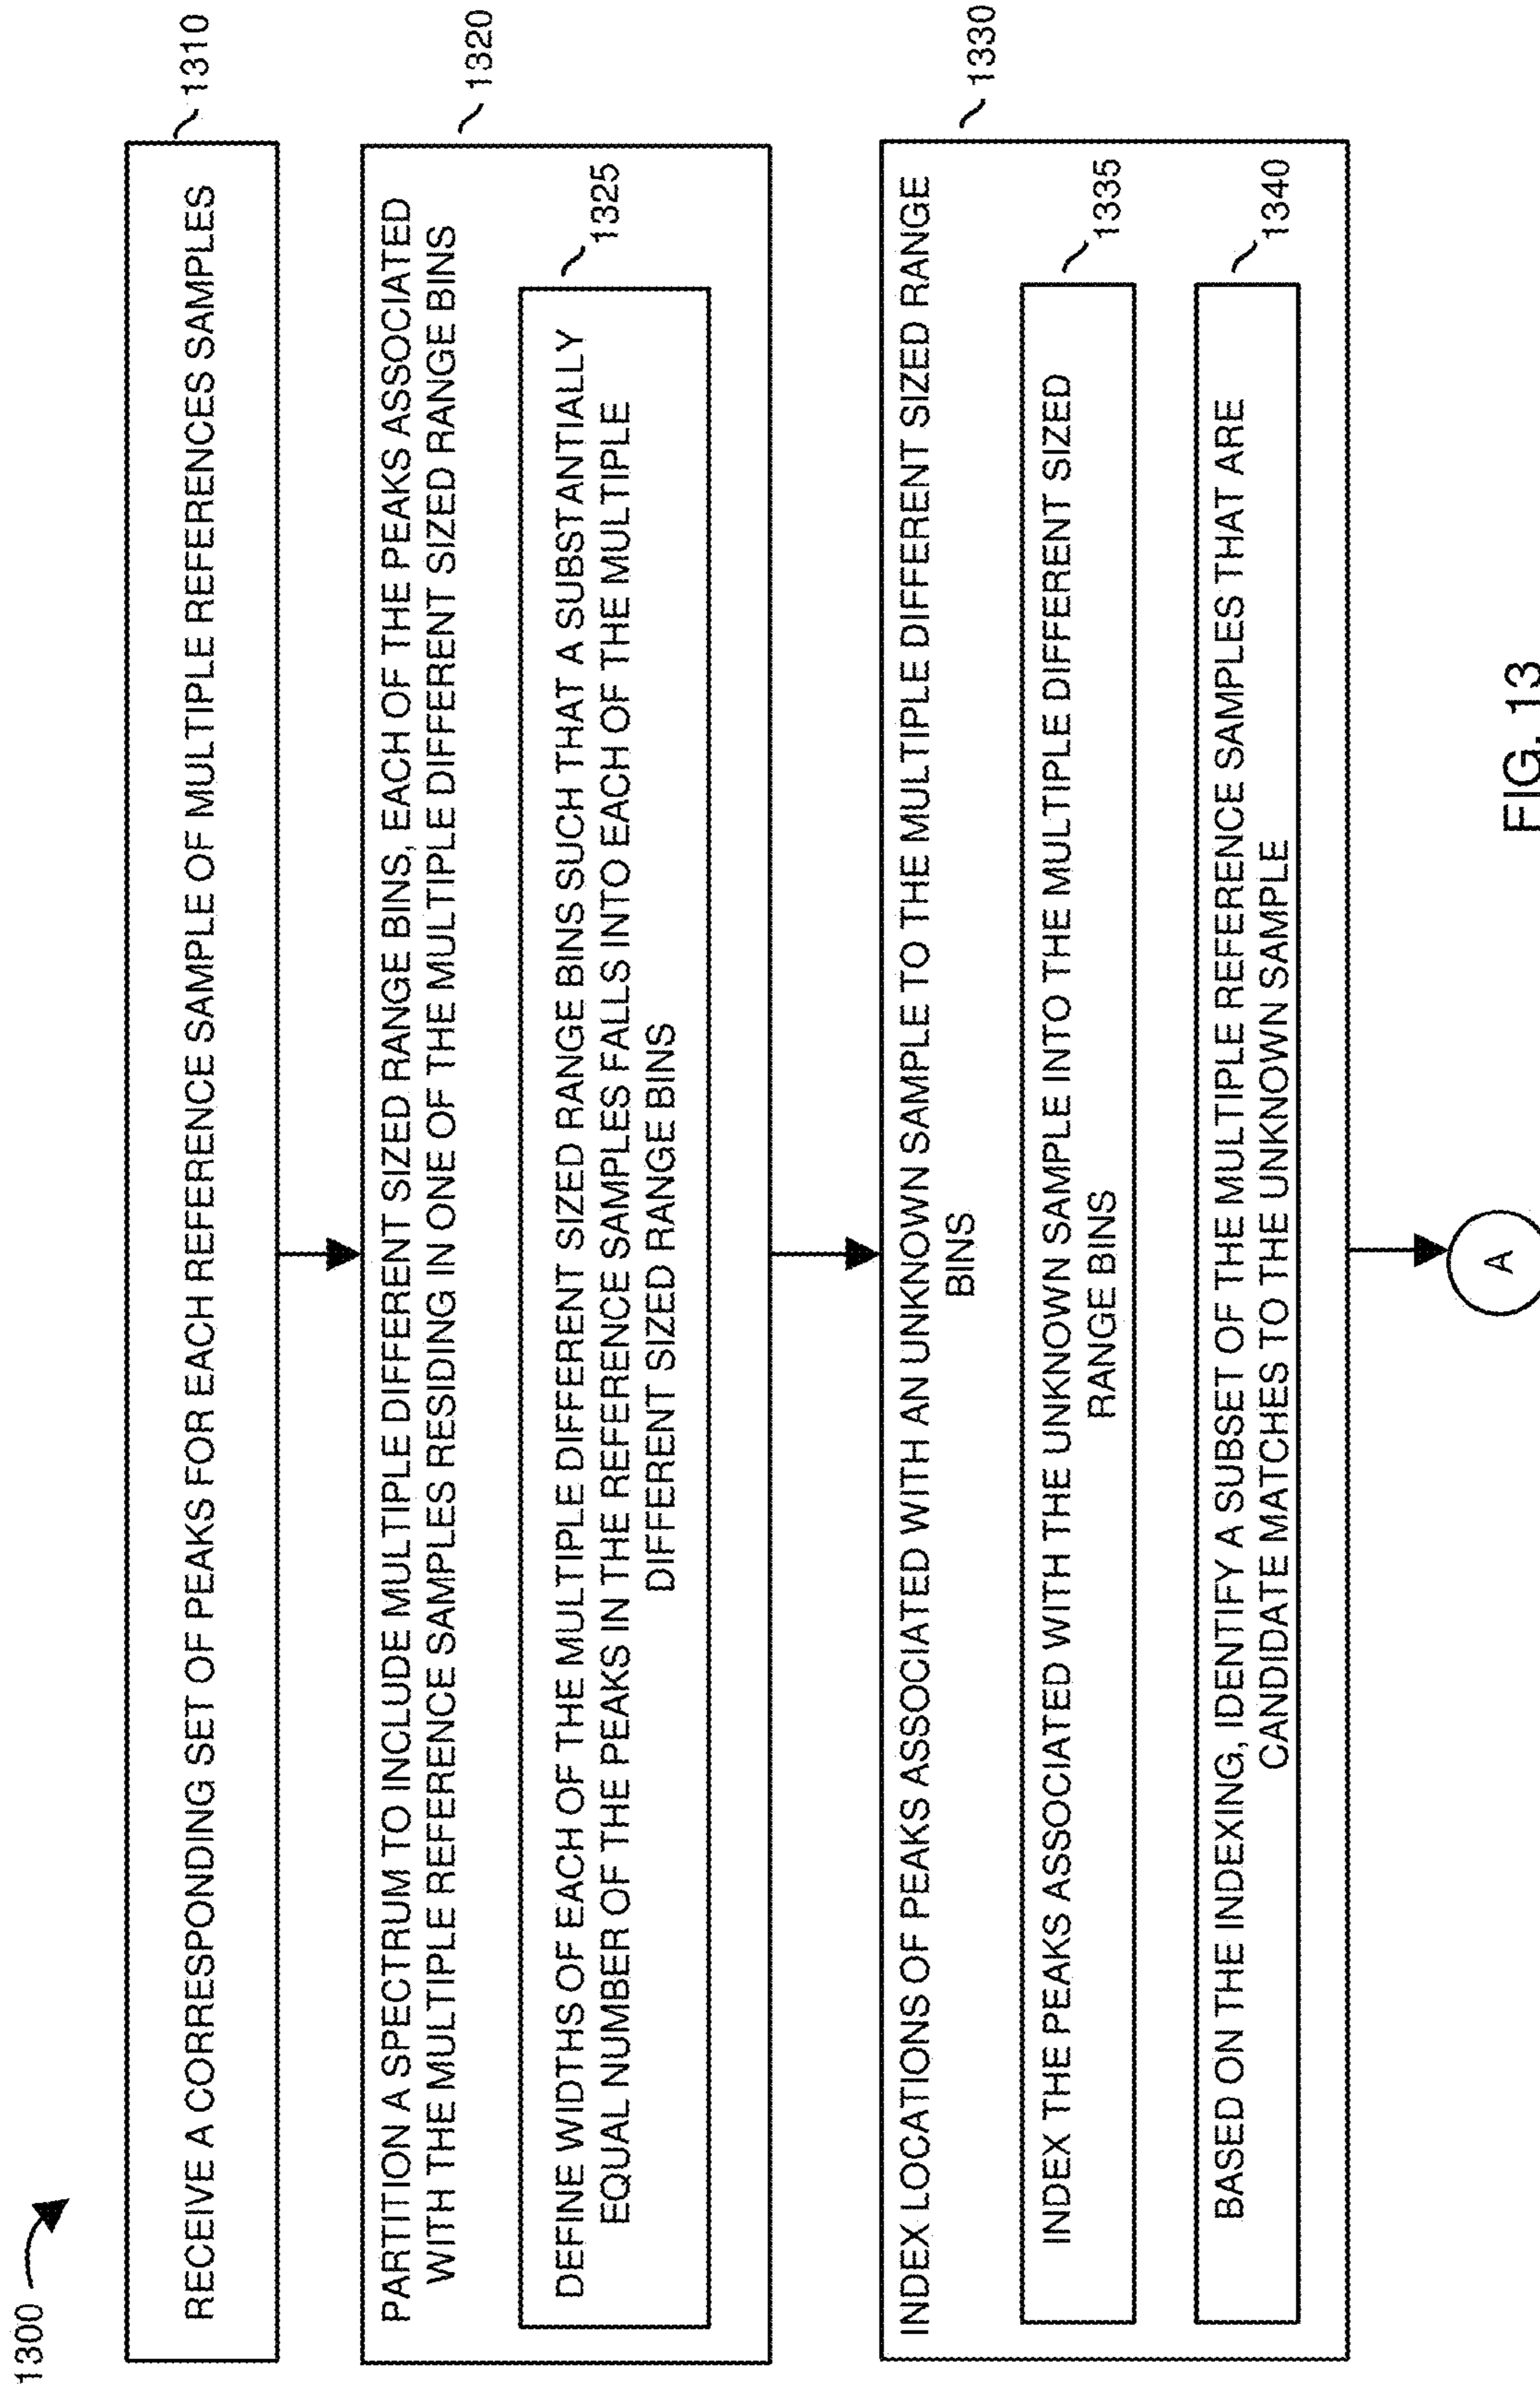 1300
RECEIVE A CORRESPONDING SET OF PEAKS FOR EACH REFERENCE SAMPLE OF MULTIPLE REFERENCES SAMPLES
1310
PARTITION A SPECTRUM TO INCLUDE MULTIPLE DIFFERENT SIZED RANGE BINS, EACH OF THE PEAKS ASSOCIATED
WITH THE MULTIPLE REFERENCE SAMPLES RESIDING IN ONE OF THE MULTIPLE DIFFERENT SIZED RANGE BINS
1320
DEFINE WIDTHS OF EACH OF THE MULTIPLE DIFFERENT SIZED RANGE BINS SUCH THAT A SUBSTANTIALLY
EQUAL NUMBER OF THE PEAKS IN THE REFERENCE SAMPLES FALLS INTO EACH OF THE MULTIPLE
DIFFERENT SIZED RANGE BINS
1325
INDEX LOCATIONS OF PEAKS ASSOCIATED WITH AN UNKNOWN SAMPLE TO THE MULTIPLE DIFFERENT SIZED RANGE
BINS
1330
INDEX THE PEAKS ASSOCIATED WITH THE UNKNOWN SAMPLE INTO THE MULTIPLE DIFFERENT SIZED
RANGE BINS
1335
BASED ON THE INDEXING, IDENTIFY A SUBSET OF THE MULTIPLE REFERENCE SAMPLES THAT ARE
CANDIDATE MATCHES TO THE UNKNOWN SAMPLE
1340
A
FIG. 13